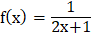 f(x) = 1/(2x+1)